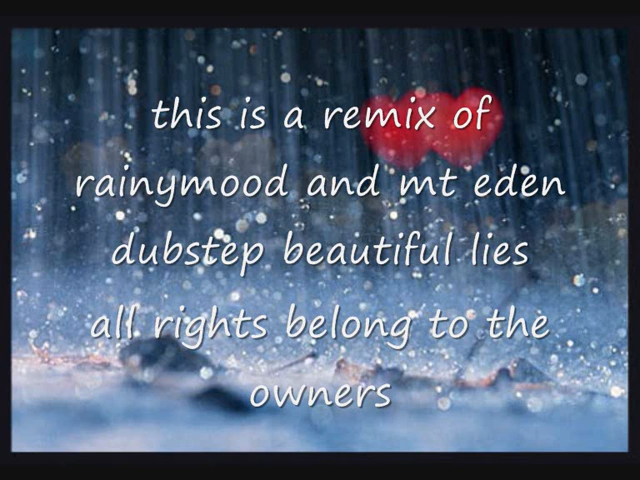 this is a remix of
rainymood and mt eden
dubstep beautiful lies
all rights belong to the
owners